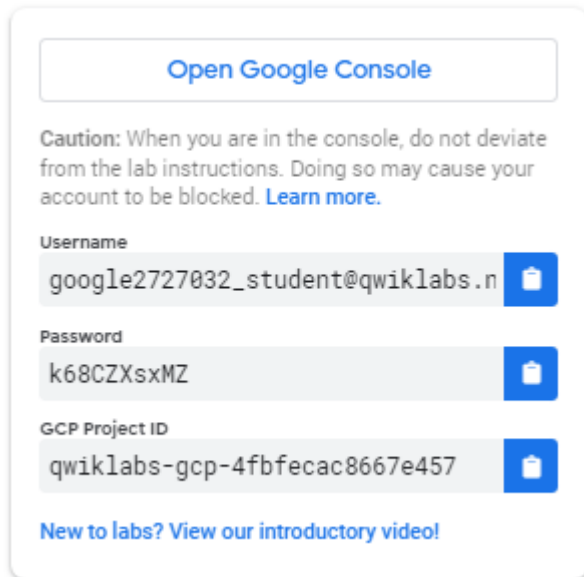 Open Google Console
Caution: When you are in the console, do not deviate
from the lab instructions. Doing so may cause your
account to be blocked. Learn more.
Username
google2727032_student@qwiklabs.n
Password
k68CZXsxMZ
GCP Project ID
qwiklabs-gcp-4fbfecac8667e457
New to labs? View our introductory video!